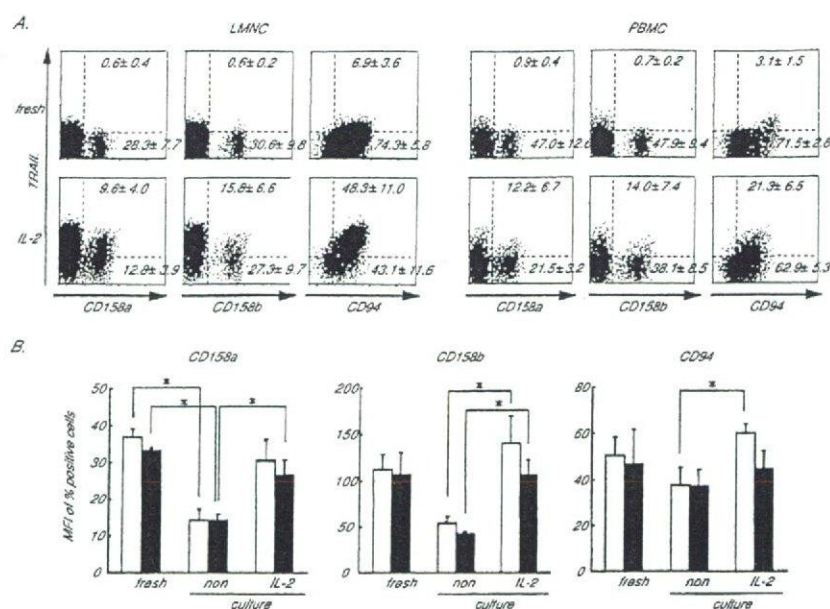 A.
LMNC
PBMC
0.6± 0.4
0.6± 0.2
6.9± 3.6
0.9± 0.4
0.7± 0.2
3.1± 1.5
fresh
28.3± 7.7
30.6± 9.8
74.3± 5.8
47.0± 12.6
47.9± 9.4
71.5± 2.8
TRAIL
9.6± 4.0
15.8± 6.6
48.3± 11.0
12.2± 6.7
14.0± 7.4
21.3± 6.5
IL-2
12.8± 3.9
27.3± 9.7
43.1± 11.6
21.5± 3.2
38.1± 8.5
62.9± 5.3
CD158a
CD158b
CD94
CD158a
CD158b
CD94
B.
CD158a
CD158b
CD94
MFI of % positive cells
50
40
30
20
10
0
* * *
fresh non IL-2
culture
200
150
100
50
0
* *
fresh non IL-2
culture
80
60
40
20
0
*
fresh non IL-2
culture